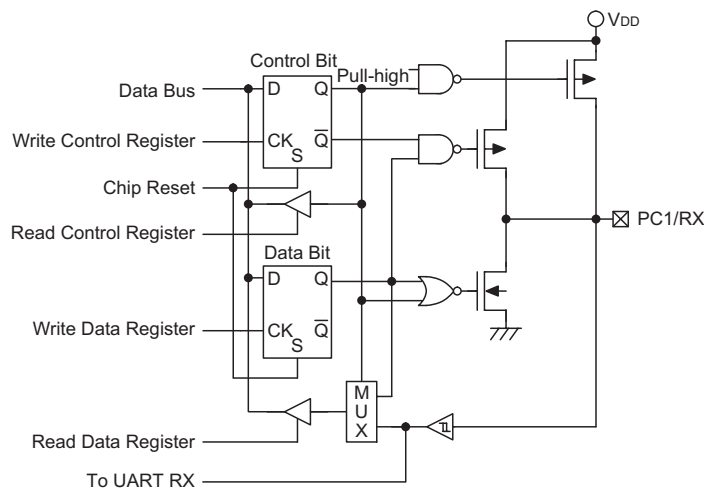 VDD
Control Bit
Pull-high
Data Bus
D Q
Write Control Register
CK Q
S
Chip Reset
Read Control Register
PC1/RX
Data Bit
D Q
Write Data Register
CK Q
S
M
U
X
Read Data Register
To UART RX